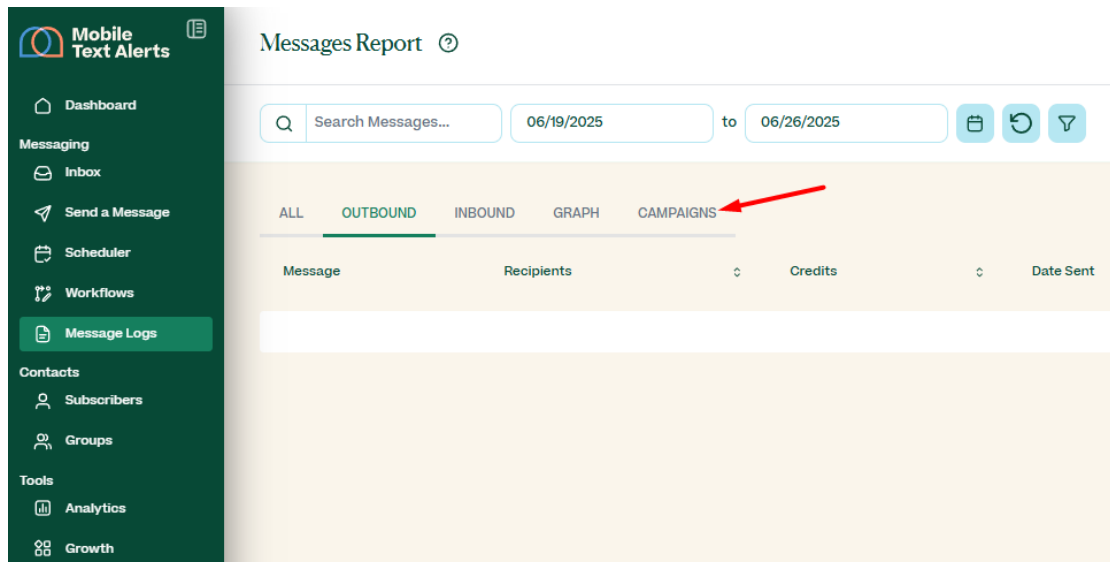 Mobile
Text Alerts
Dashboard
Messaging
Inbox
Send a Message
Scheduler
Workflows
Message Logs
Contacts
Subscribers
Groups
Tools
Analytics
Growth
Messages Report ?
Search Messages... 06/19/2025 to 06/26/2025
ALL OUTBOUND INBOUND GRAPH CAMPAIGNS
Message Recipients Credits Date Sent